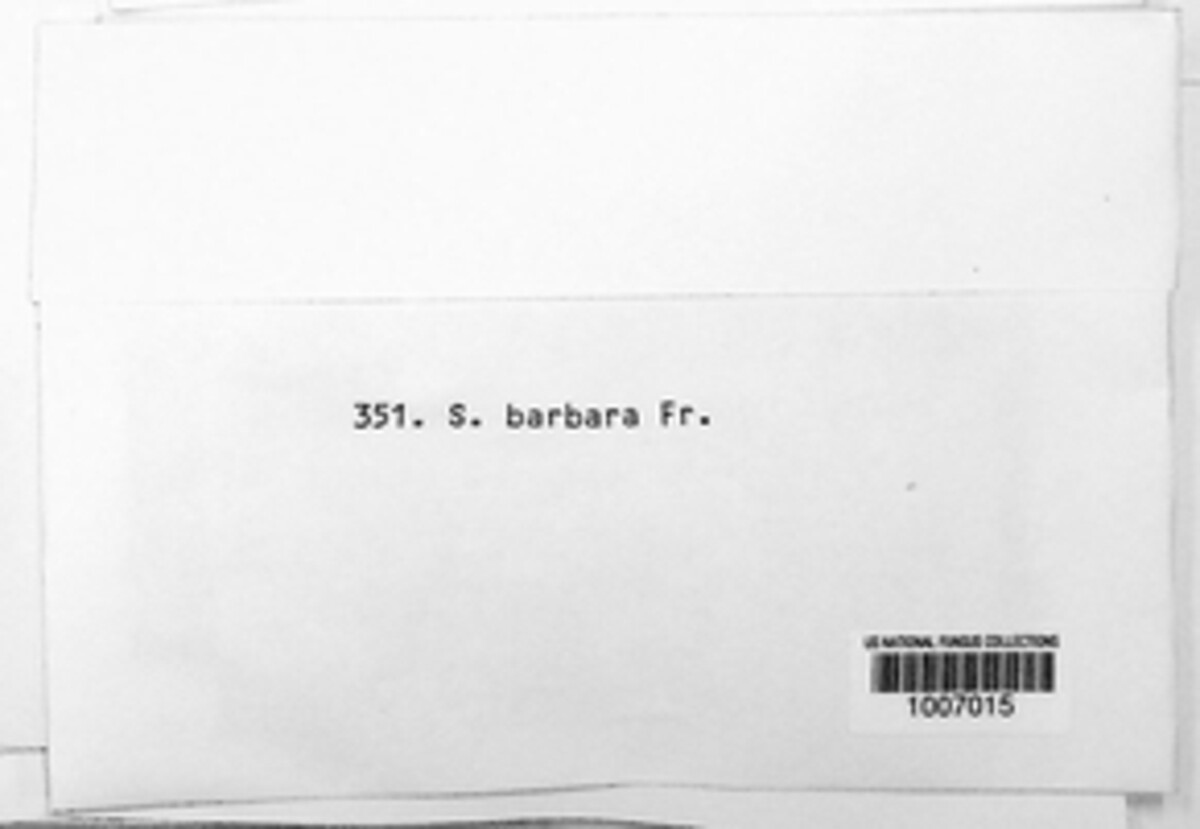 351. S. barbara Fr.
US NATIONAL FUNGUS COLLECTIONS
1007015